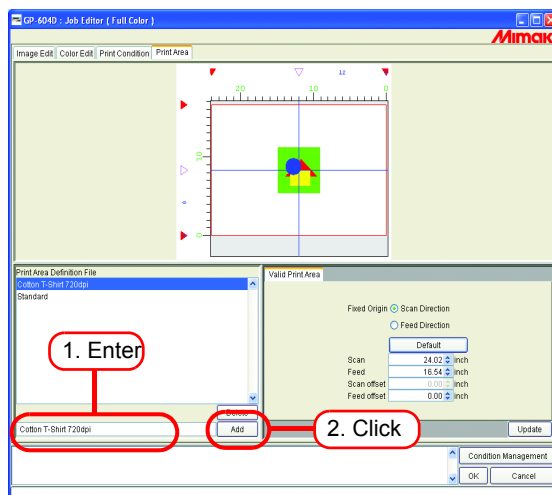 GP-604D : Job Editor ( Full Color )
Mimaki
Image Edit Color Edit Print Condition Print Area
12
20 10 0
10
8
0
Print Area Definition File
Cotton T-Shirt 720dpi
Standard
1. Enter
Delete
Cotton T-Shirt 720dpi
Add
2. Click
Valid Print Area
Fixed Origin Scan Direction
Feed Direction
Default
Scan 24.02 inch
Feed 16.54 inch
Scan offset 0.00 inch
Feed offset 0.00 inch
Update
Condition Management
OK Cancel